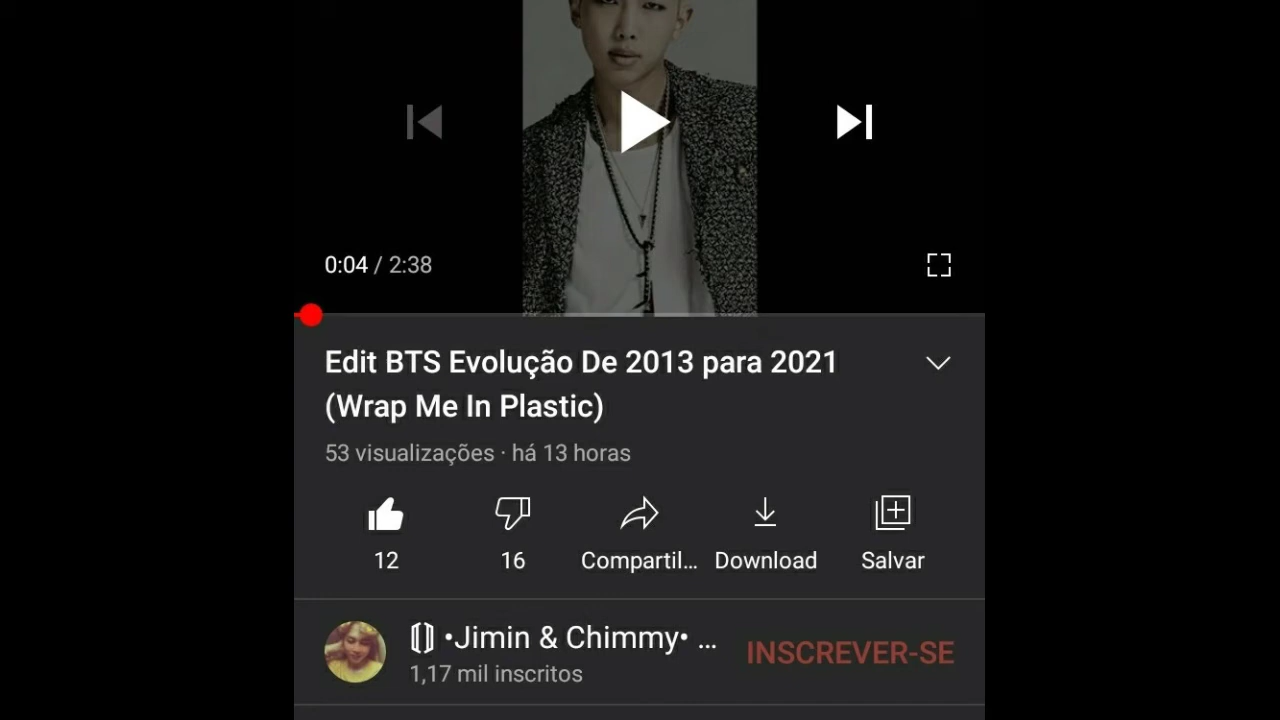 0:04 / 2:38
Edit BTS Evolução De 2013 para 2021
(Wrap Me In Plastic)
53 visualizações · há 13 horas
12 16 Compartil... Download Salvar
•Jimin & Chimmy• ... INSCREVER-SE
1,17 mil inscritos